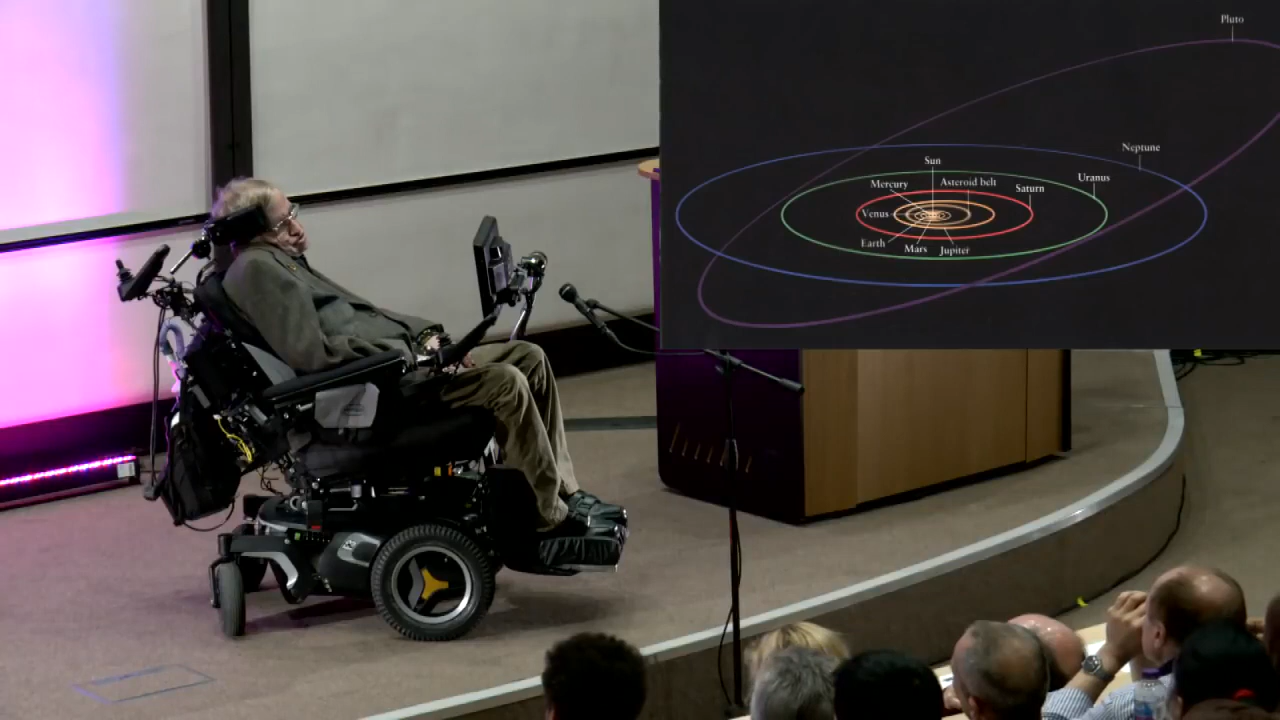 Pluto
Neptune
Sun
Uranus
Mercury
Asteroid belt
Saturn
Venus
Earth
Mars
Jupiter